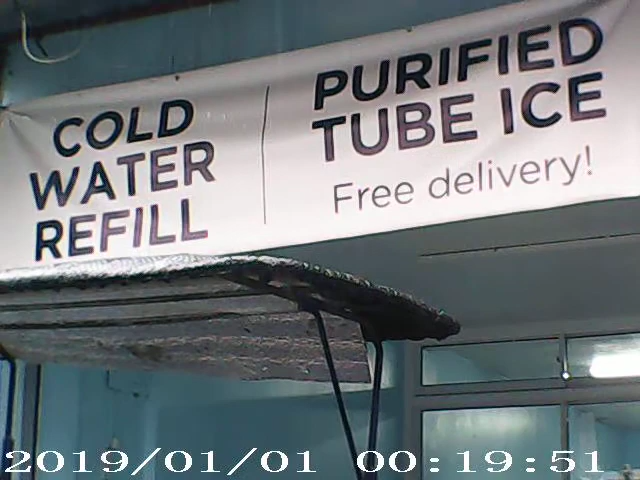 COLD
WATER
REFILL
PURIFIED
TUBE ICE
Free delivery!
2019/01/01 00:19:51